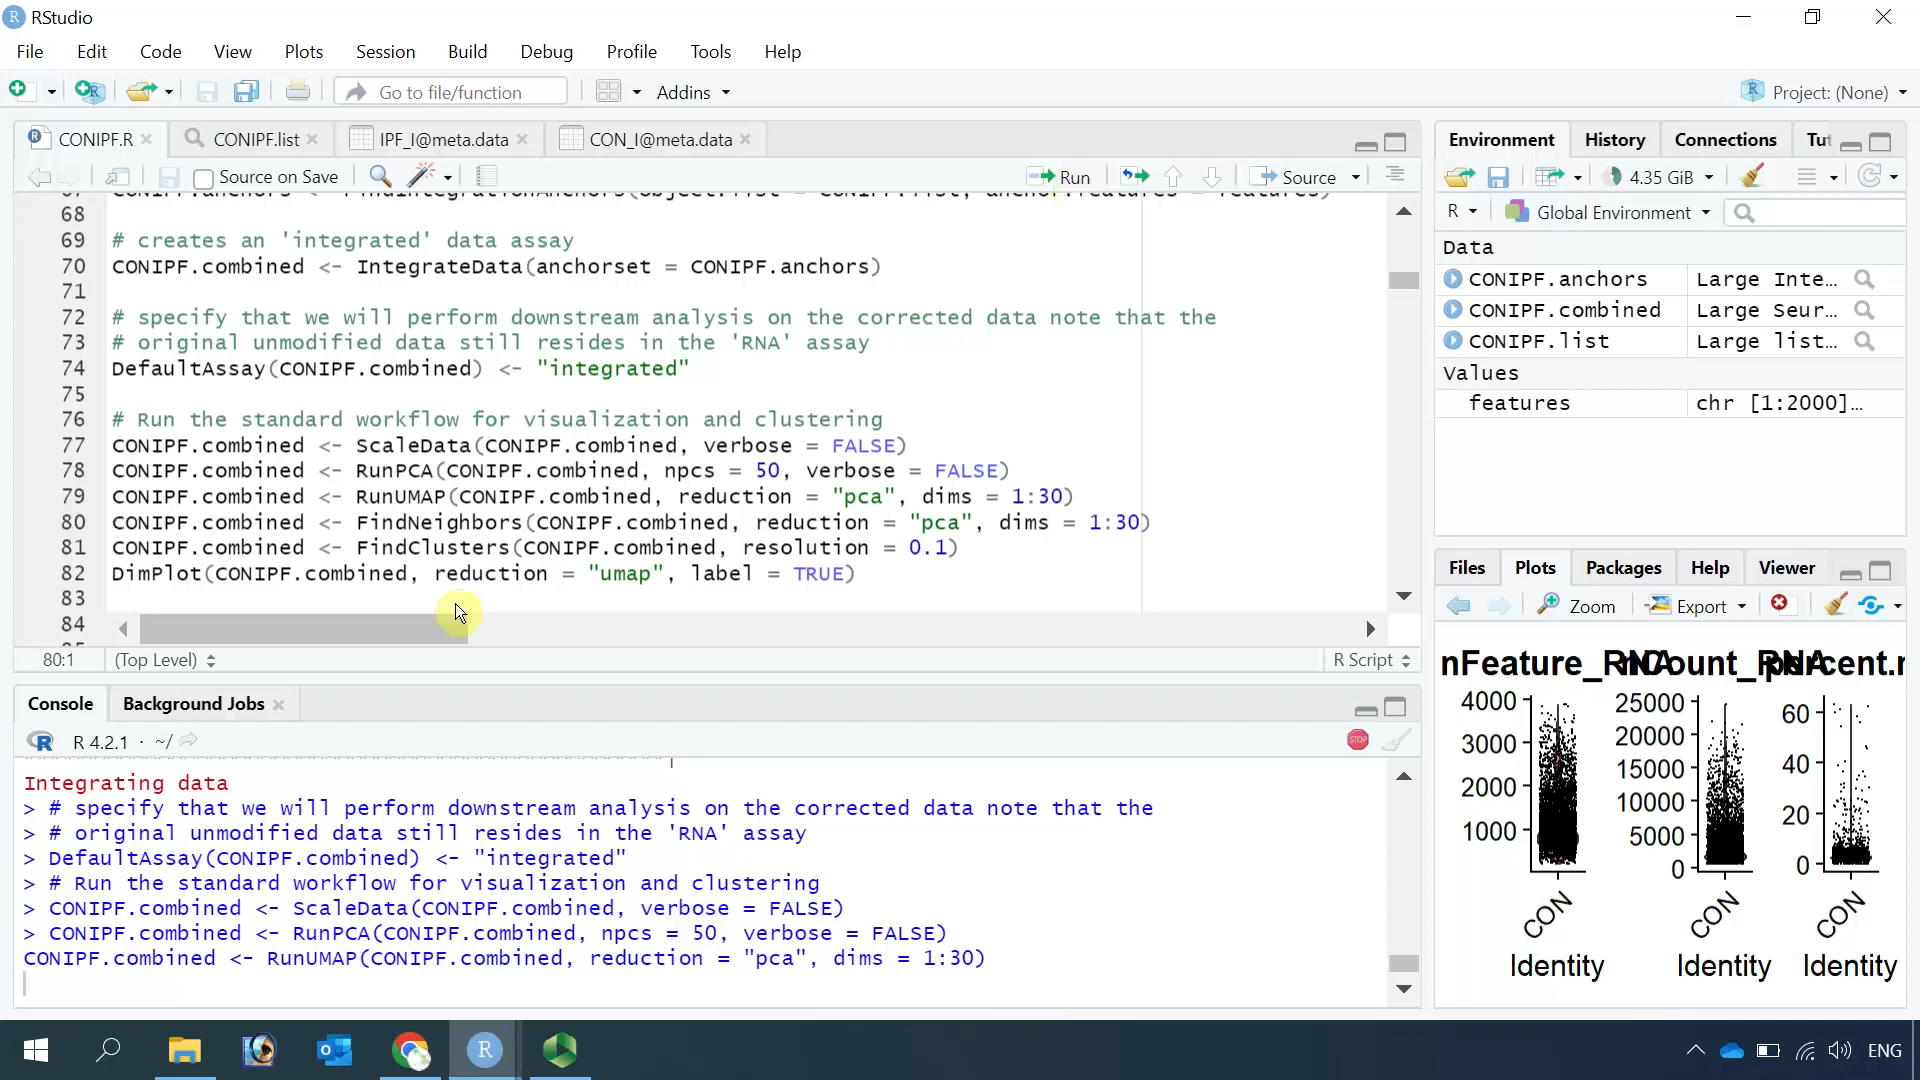 RStudio
File Edit Code View Plots Session Build Debug Profile Tools Help
Go to file/function Addins Project: (None)
CONIPF.R CONIPF.list IPF_I@meta.data CON_I@meta.data
Source on Save Run Source
68
69 # creates an 'integrated' data assay
70 CONIPF.combined <- IntegrateData(anchorset = CONIPF.anchors)
71
72 # specify that we will perform downstream analysis on the corrected data note that the
73 # original unmodified data still resides in the 'RNA' assay
74 DefaultAssay(CONIPF.combined) <- "integrated"
75
76 # Run the standard workflow for visualization and clustering
77 CONIPF.combined <- ScaleData(CONIPF.combined, verbose = FALSE)
78 CONIPF.combined <- RunPCA(CONIPF.combined, npcs = 50, verbose = FALSE)
79 CONIPF.combined <- RunUMAP(CONIPF.combined, reduction = "pca", dims = 1:30)
80 CONIPF.combined <- FindNeighbors(CONIPF.combined, reduction = "pca", dims = 1:30)
81 CONIPF.combined <- FindClusters(CONIPF.combined, resolution = 0.1)
82 DimPlot(CONIPF.combined, reduction = "umap", label = TRUE)
83
84
80:1 (Top Level) R Script
Console Background Jobs
R 4.2.1 · ~/
STOP
Integrating data
> # specify that we will perform downstream analysis on the corrected data note that the
> # original unmodified data still resides in the 'RNA' assay
> DefaultAssay(CONIPF.combined) <- "integrated"
> # Run the standard workflow for visualization and clustering
> CONIPF.combined <- ScaleData(CONIPF.combined, verbose = FALSE)
> CONIPF.combined <- RunPCA(CONIPF.combined, npcs = 50, verbose = FALSE)
CONIPF.combined <- RunUMAP(CONIPF.combined, reduction = "pca", dims = 1:30)
Environment History Connections Tut
4.35 GiB
R Global Environment
Data
CONIPF.anchors Large Inte…
CONIPF.combined Large Seur…
CONIPF.list Large list…
Values
features chr [1:2000]…
Files Plots Packages Help Viewer
Zoom Export
nFeature_RNA nCount_RNA percent.
4000 25000 60
3000 20000
15000 40
2000 10000
1000 5000 20
0 0
CON CON CON
Identity Identity Identity
ENG